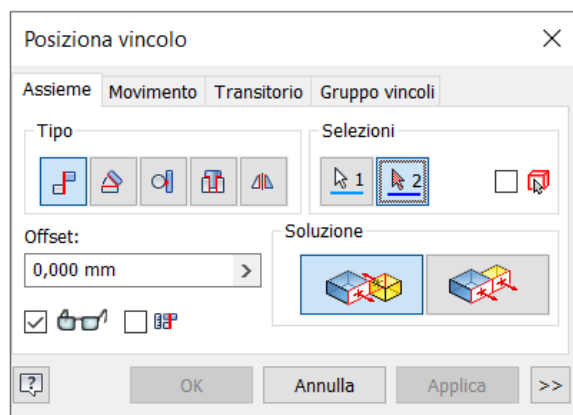 Posiziona vincolo
Assieme Movimento Transitorio Gruppo vincoli
Tipo
Selezioni
1 2
Offset:
Soluzione
0,000 mm >
? OK Annulla Applica >>